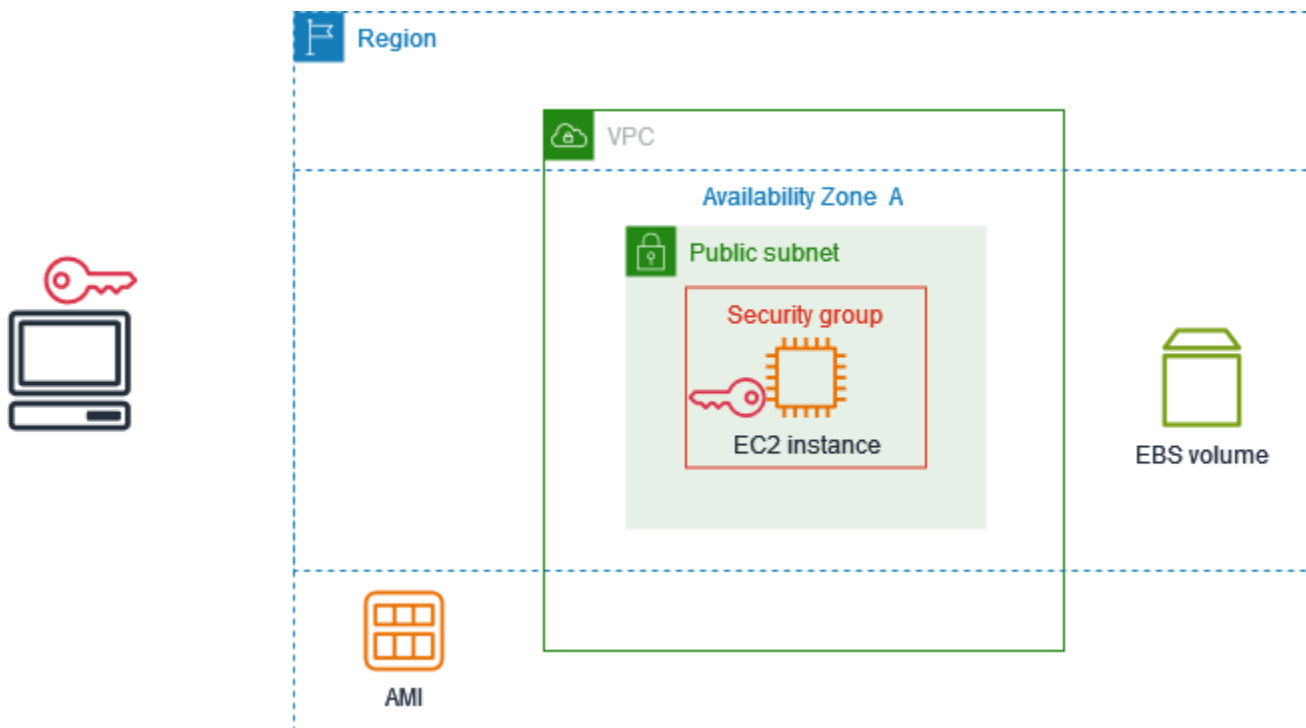 Region
VPC
Availability Zone A
Public subnet
Security group
EC2 instance
EBS volume
AMI